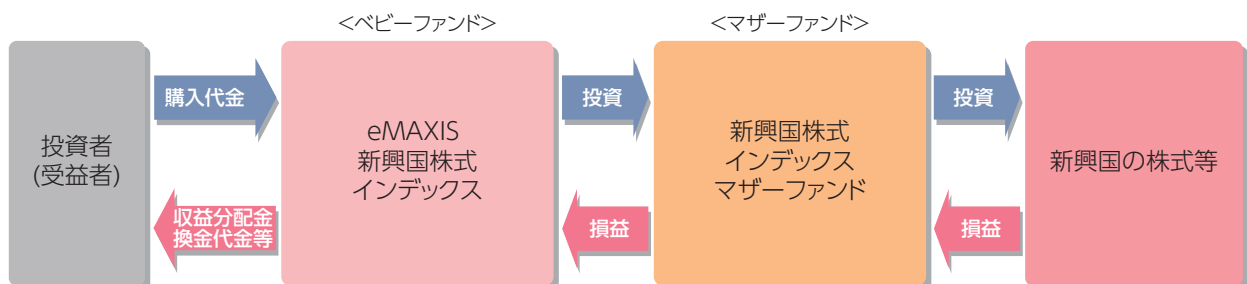 <ベビーファンド>
<マザーファンド>
投資者
(受益者)
購入代金
収益分配金
換金代金等
eMAXIS
新興国株式
インデックス
投資
損益
新興国株式
インデックス
マザーファンド
投資
損益
新興国の株式等